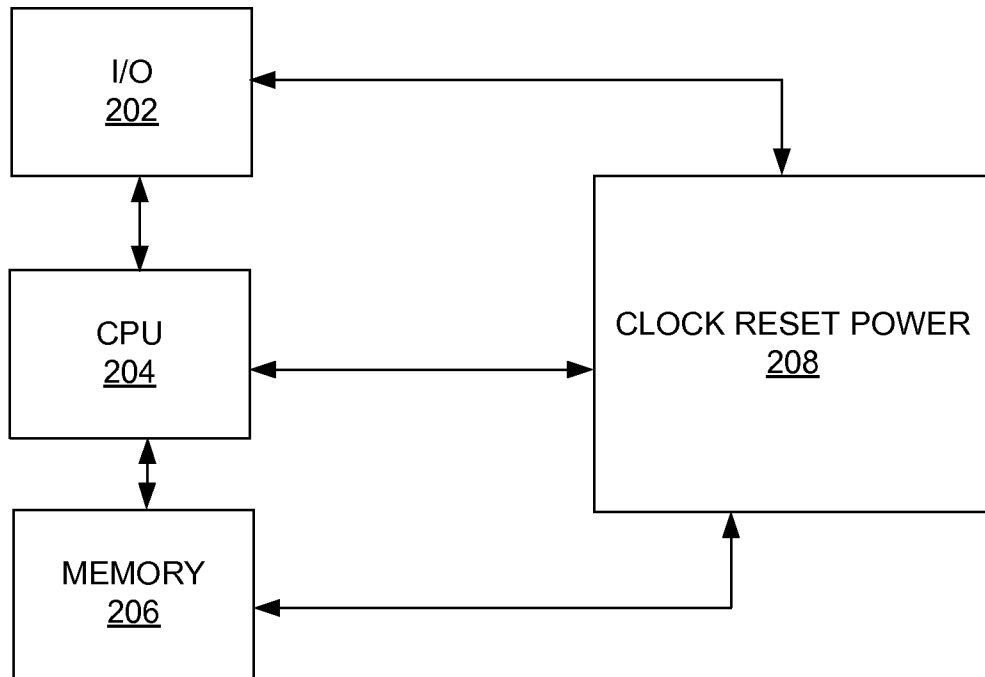 I/O
202
CPU
204
CLOCK RESET POWER
208
MEMORY
206